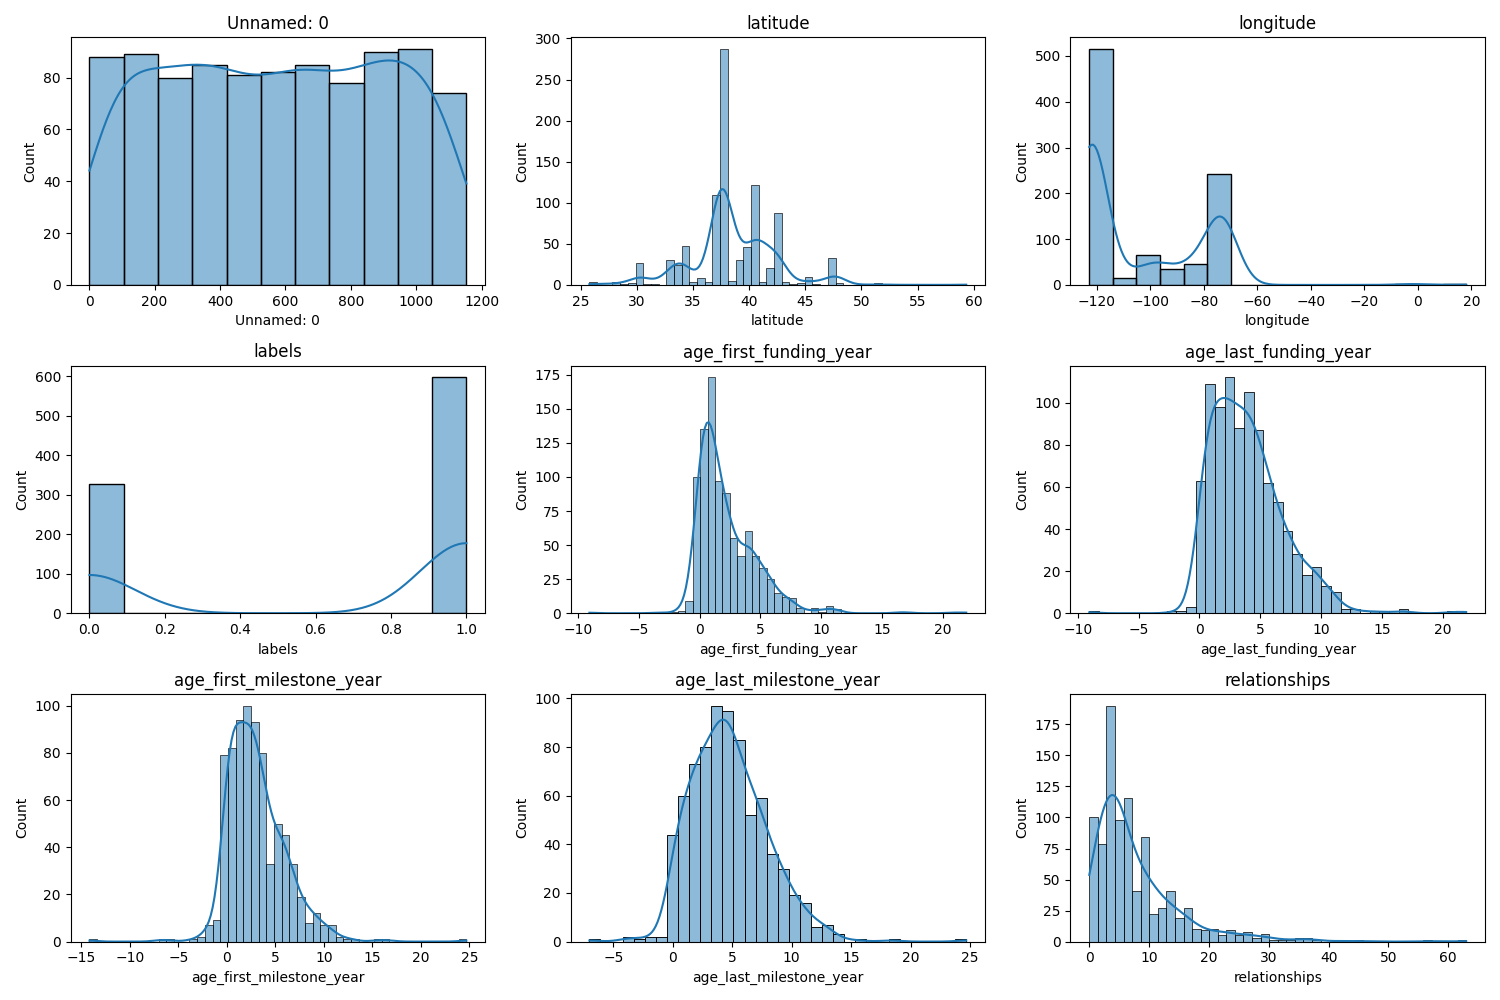 Unnamed: 0
latitude
longitude
Count
80
60
40
20
0
0 200 400 600 800 1000 1200
Unnamed: 0
Count
300
250
200
150
100
50
0
25 30 35 40 45 50 55 60
latitude
Count
500
400
300
200
100
0
−120 −100 −80 −60 −40 −20 0 20
longitude
labels
age_first_funding_year
age_last_funding_year
Count
600
500
400
300
200
100
0
0.0 0.2 0.4 0.6 0.8 1.0
labels
Count
175
150
125
100
75
50
25
0
−10 −5 0 5 10 15 20
age_first_funding_year
Count
100
80
60
40
20
0
−10 −5 0 5 10 15 20
age_last_funding_year
age_first_milestone_year
age_last_milestone_year
relationships
Count
100
80
60
40
20
0
−15 −10 −5 0 5 10 15 20 25
age_first_milestone_year
Count
100
80
60
40
20
0
−5 0 5 10 15 20 25
age_last_milestone_year
Count
175
150
125
100
75
50
25
0
0 10 20 30 40 50 60
relationships